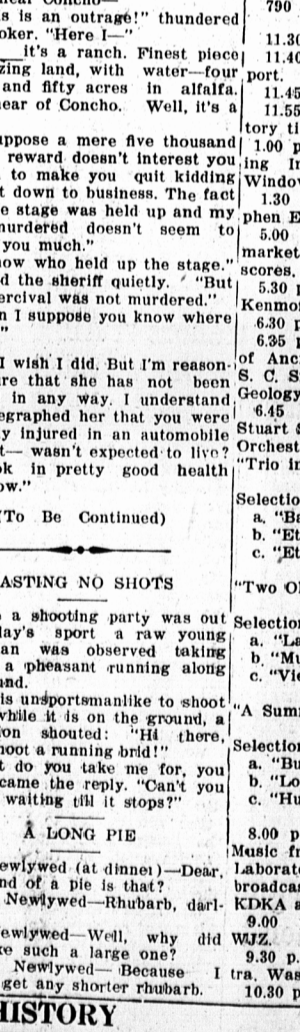 s is an outrage!" thundered
oker. "Here I—"
it's a ranch. Finest piece
zing land, with water—four
and fifty acres in alfalfa.
ear of Concho. Well, it's a
uppose a mere five thousand
reward doesn't interest you
to make you quit kidding
t down to business. The fact
e stage was held up and my
murdered doesn't seem to
you much."
now who held up the stage."
d the sheriff quietly. "But
ercival was not murdered."
n I suppose you know where
"
I wish I did. But I'm reason-
re that she has not been
in any way. I understand
egraphed her that you were
y injured in an automobile
t— wasn't expected to live?
ok in pretty good health
ow."
(To Be Continued)
ASTING NO SHOTS
a shooting party was out
day's sport a raw young
an was observed taking
a pheasant running along
und.
is unsportsmanlike to shoot
while it is on the ground, a
on shouted: "Hi there,
hoot a running brid!"
t do you take me for, you
came the reply. "Can't you
waiting till it stops?"
A LONG PIE
ewlywed (at dinner)—Dear,
nd of a pie is that?
Newlywed—Rhubarb, darl-
ewlywed—Well, why did
ke such a large one?
Newlywed— Because I
get any shorter rhubarb.
HISTORY
790
11.30
11.40
port.
11.45
11.55
tory ti
1.00 p
ing In
Window
1.30
phen E
5.00
market
scores.
5.30 p
Kenmo
6.30 p
6.35 p
of Anc
S. C. S
Geology
6.45
Stuart
Orchest
"Trio in
Selectio
a. "Ba
b. "Et
c. "Et
"Two Ol
Selection
a. "La
b. "Mu
c. "Vie
"A Summ
Selection
a. "Bu
b. "Lo
c. "Hu
8.00 p
Music fr
Laborat
broadcas
KDKA a
9.00
WJZ.
9.30 p
tra, Was
10.30 p